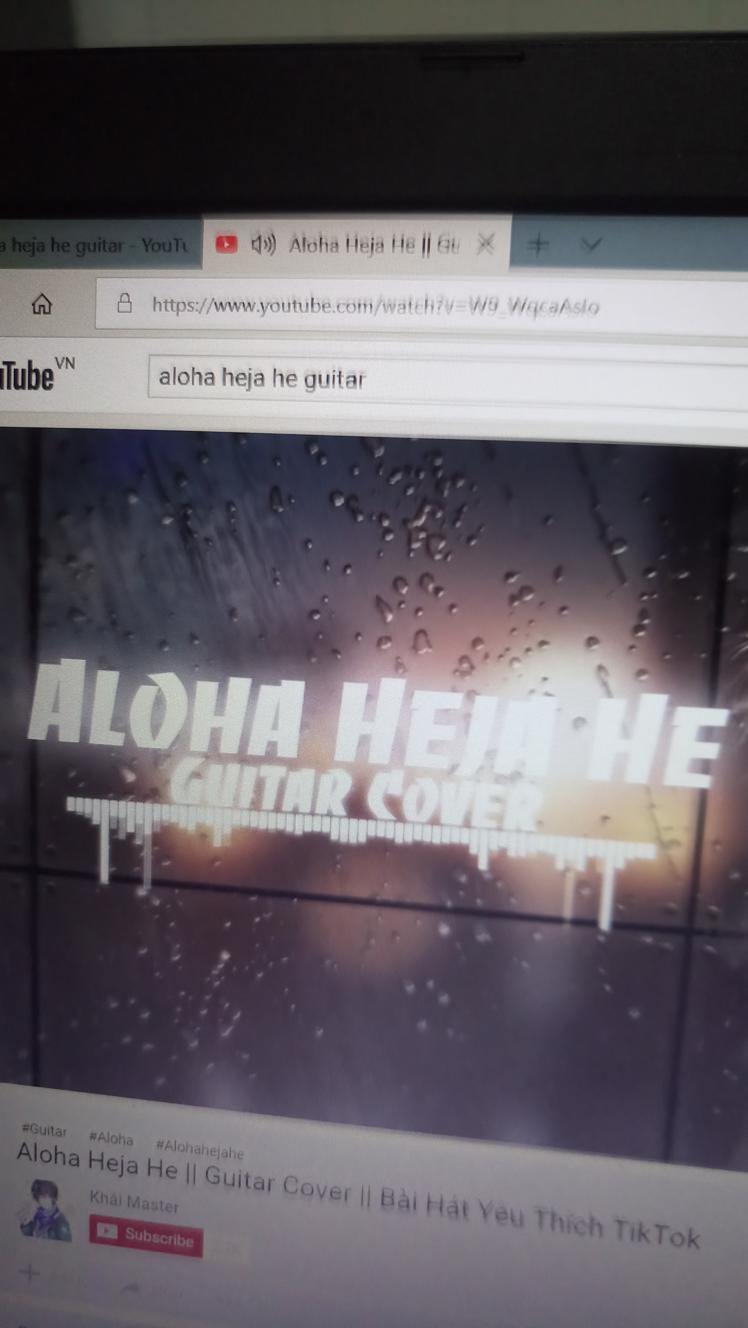 a heja he guitar - YouTu
Aloha Heja He || Gu
https://www.youtube.com/watch?v=W9_WqcaAslo
uTube VN
aloha heja he guitar
ALOHA HEJA HE
GUITAR COVER
#Guitar #Aloha #Alohahejahe
Aloha Heja He || Guitar Cover || Bài Hát Yêu Thích TikTok
Khải Master
Subscribe